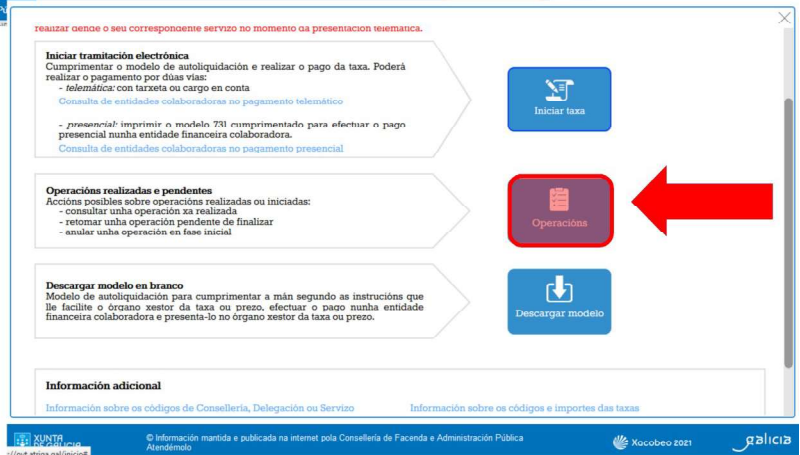 realizar dende o seu correspondente servizo no momento da presentación telemática.
Iniciar tramitación electrónica
Cumprimentar o modelo de autoliquidación e realizar o pago da taxa. Poderá
realizar o pagamento por dúas vías:
- telemática: con tarxeta ou cargo en conta
Consulta de entidades colaboradoras no pagamento telemático
- presencial: imprimir o modelo 731 cumprimentado para efectuar o pago
presencial nunha entidade financeira colaboradora.
Consulta de entidades colaboradoras no pagamento presencial
Iniciar taxa
Operacións realizadas e pendentes
Accións posibles sobre operacións realizadas ou iniciadas:
- consultar unha operación xa realizada
- retomar unha operación pendente de finalizar
- anular unha operación en fase inicial
Operacións
Descargar modelo en branco
Modelo de autoliquidación para cumprimentar a mán segundo as instrucións que
lle facilite o órgano xestor da taxa ou prezo, efectuar o pago nunha entidade
financeira colaboradora e presenta-lo no órgano xestor da taxa ou prezo.
Descargar modelo
Información adicional
Información sobre os códigos de Consellería, Delegación ou Servizo
Información sobre os códigos e importes das taxas
XUNTA
DE GALICIA
© Información mantida e publicada na internet pola Consellería de Facenda e Administración Pública
Atendémolo
Xacobeo 2021
galicia